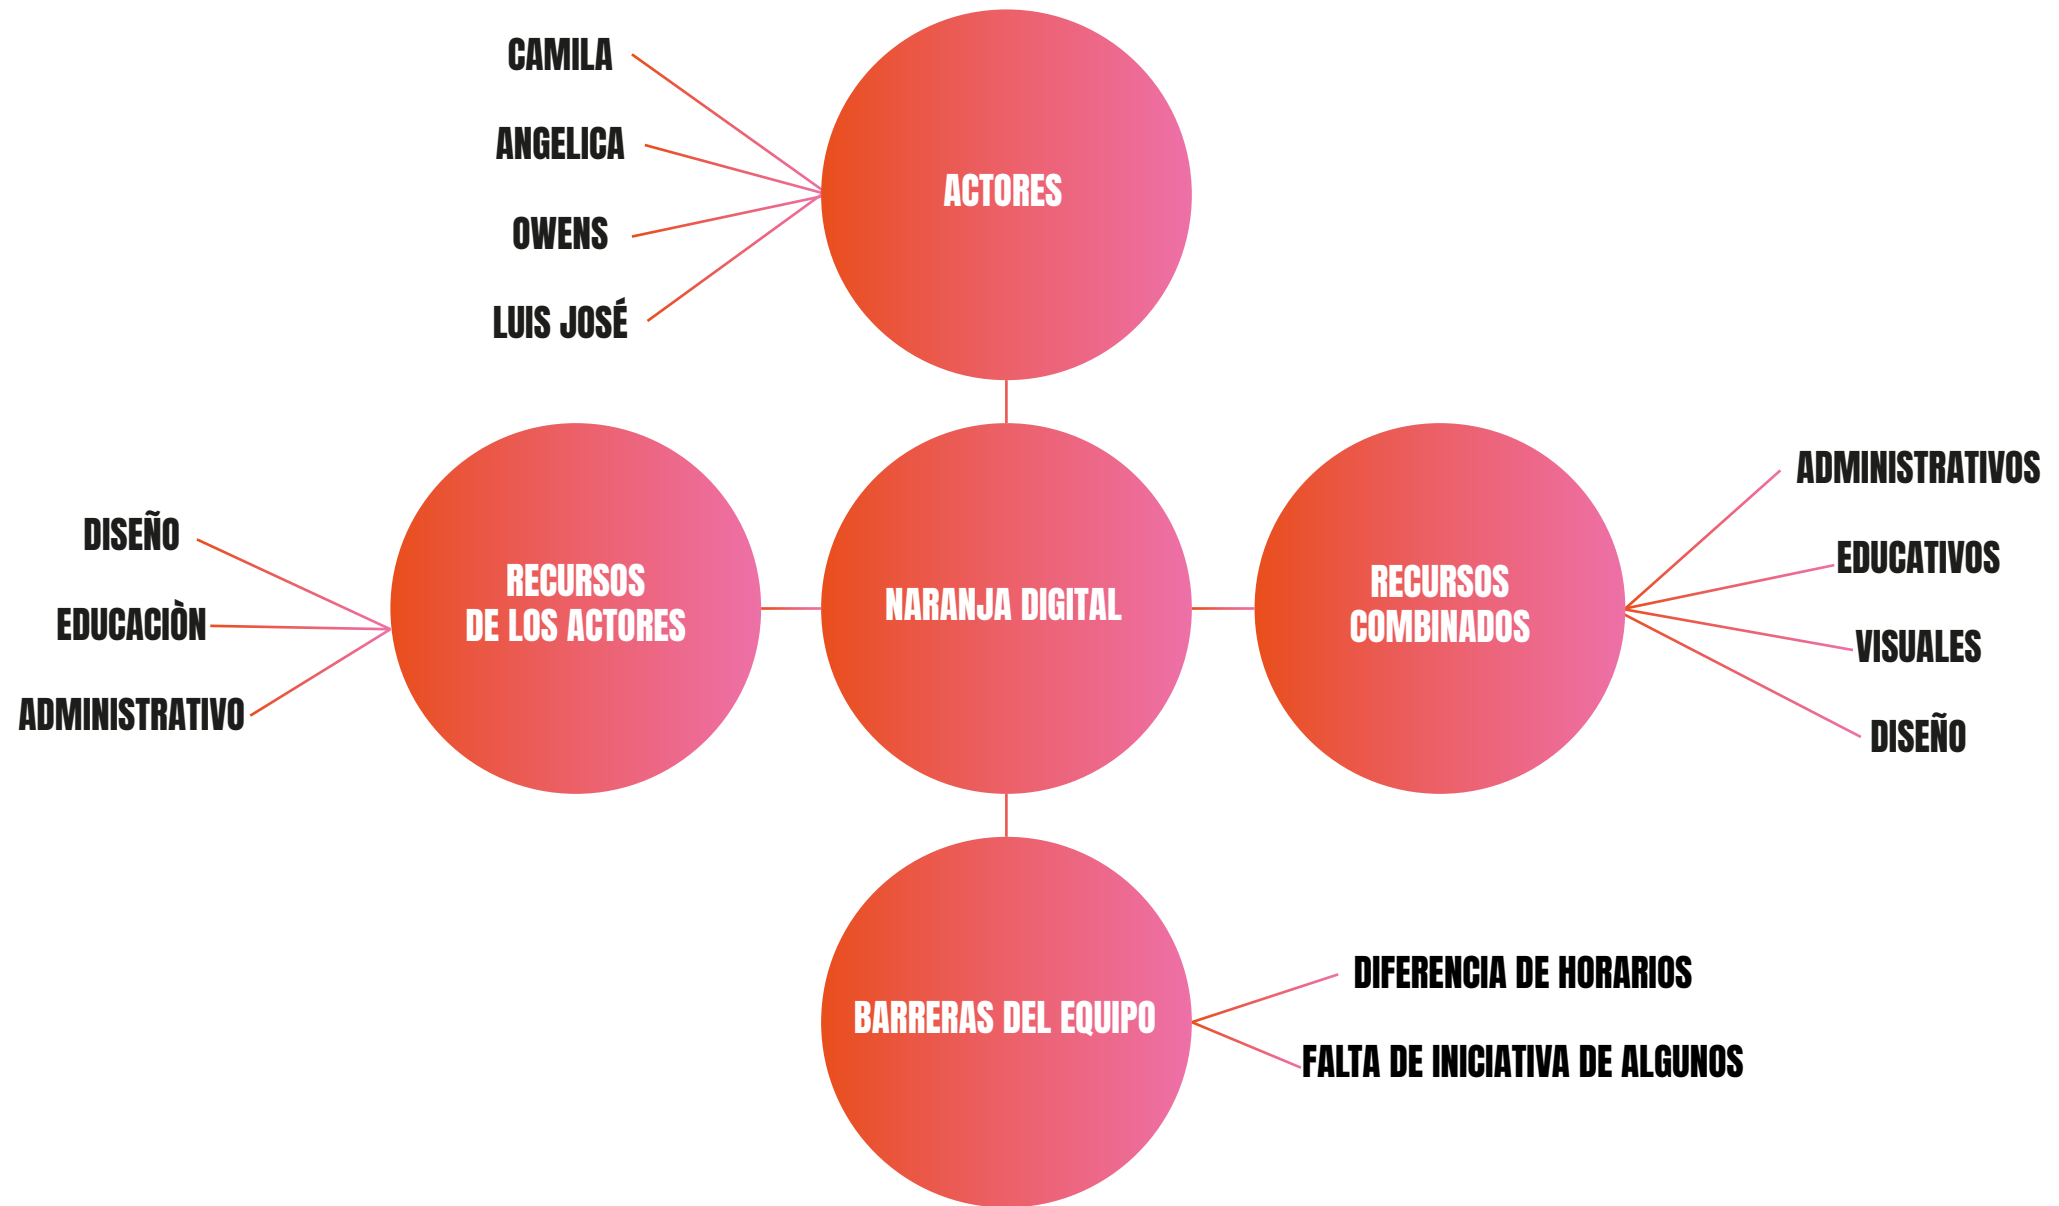 CAMILA
ANGELICA
OWENS
LUIS JOSÉ
ACTORES
DISEÑO
EDUCACIÒN
ADMINISTRATIVO
RECURSOS
DE LOS ACTORES
NARANJA DIGITAL
RECURSOS
COMBINADOS
ADMINISTRATIVOS
EDUCATIVOS
VISUALES
DISEÑO
BARRERAS DEL EQUIPO
DIFERENCIA DE HORARIOS
FALTA DE INICIATIVA DE ALGUNOS